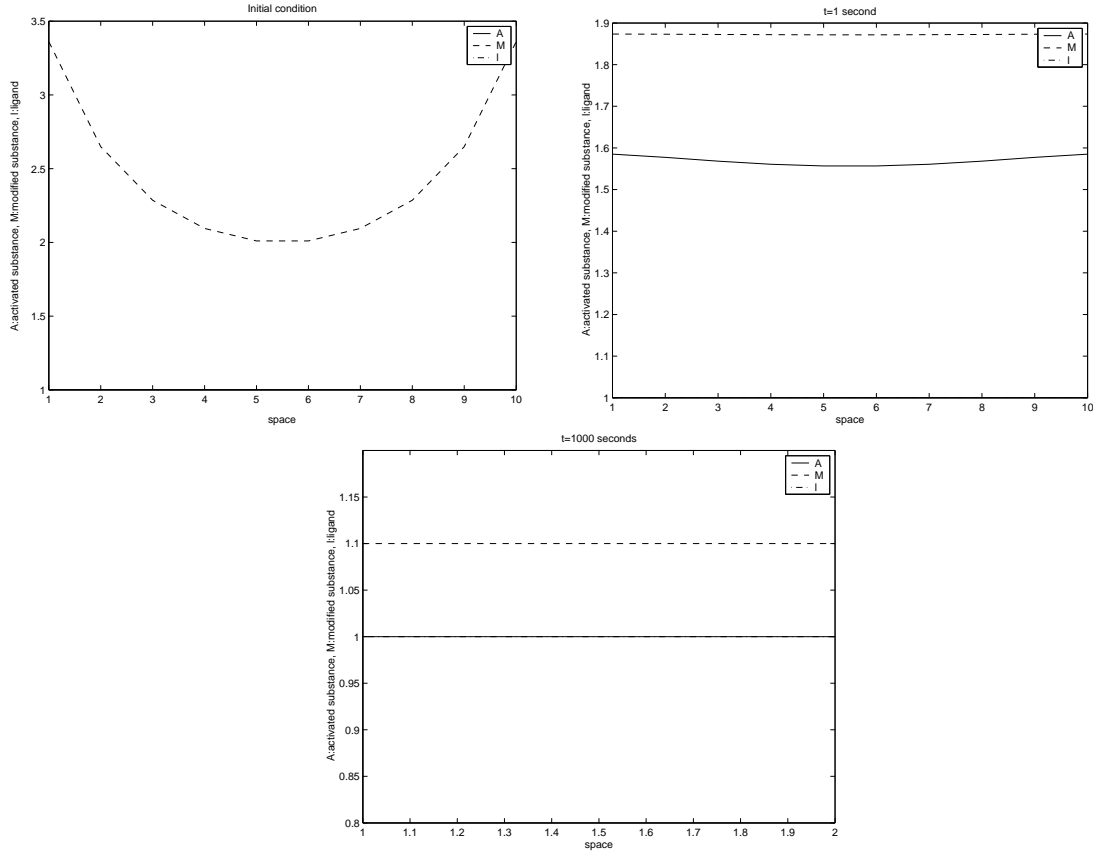 Initial condition
A
M
I
3.5
3
2.5
2
1.5
1
1 2 3 4 5 6 7 8 9 10
space
A:activated substance, M:modified substance, I:ligand
t=1 second
A
M
I
1.9
1.8
1.7
1.6
1.5
1.4
1.3
1.2
1.1
1
1 2 3 4 5 6 7 8 9 10
space
A:activated substance, M:modified substance, I:ligand
t=1000 seconds
A
M
I
1.15
1.1
1.05
1
0.95
0.9
0.85
0.8
1 1.1 1.2 1.3 1.4 1.5 1.6 1.7 1.8 1.9 2
space
A:activated substance, M:modified substance, I:ligand